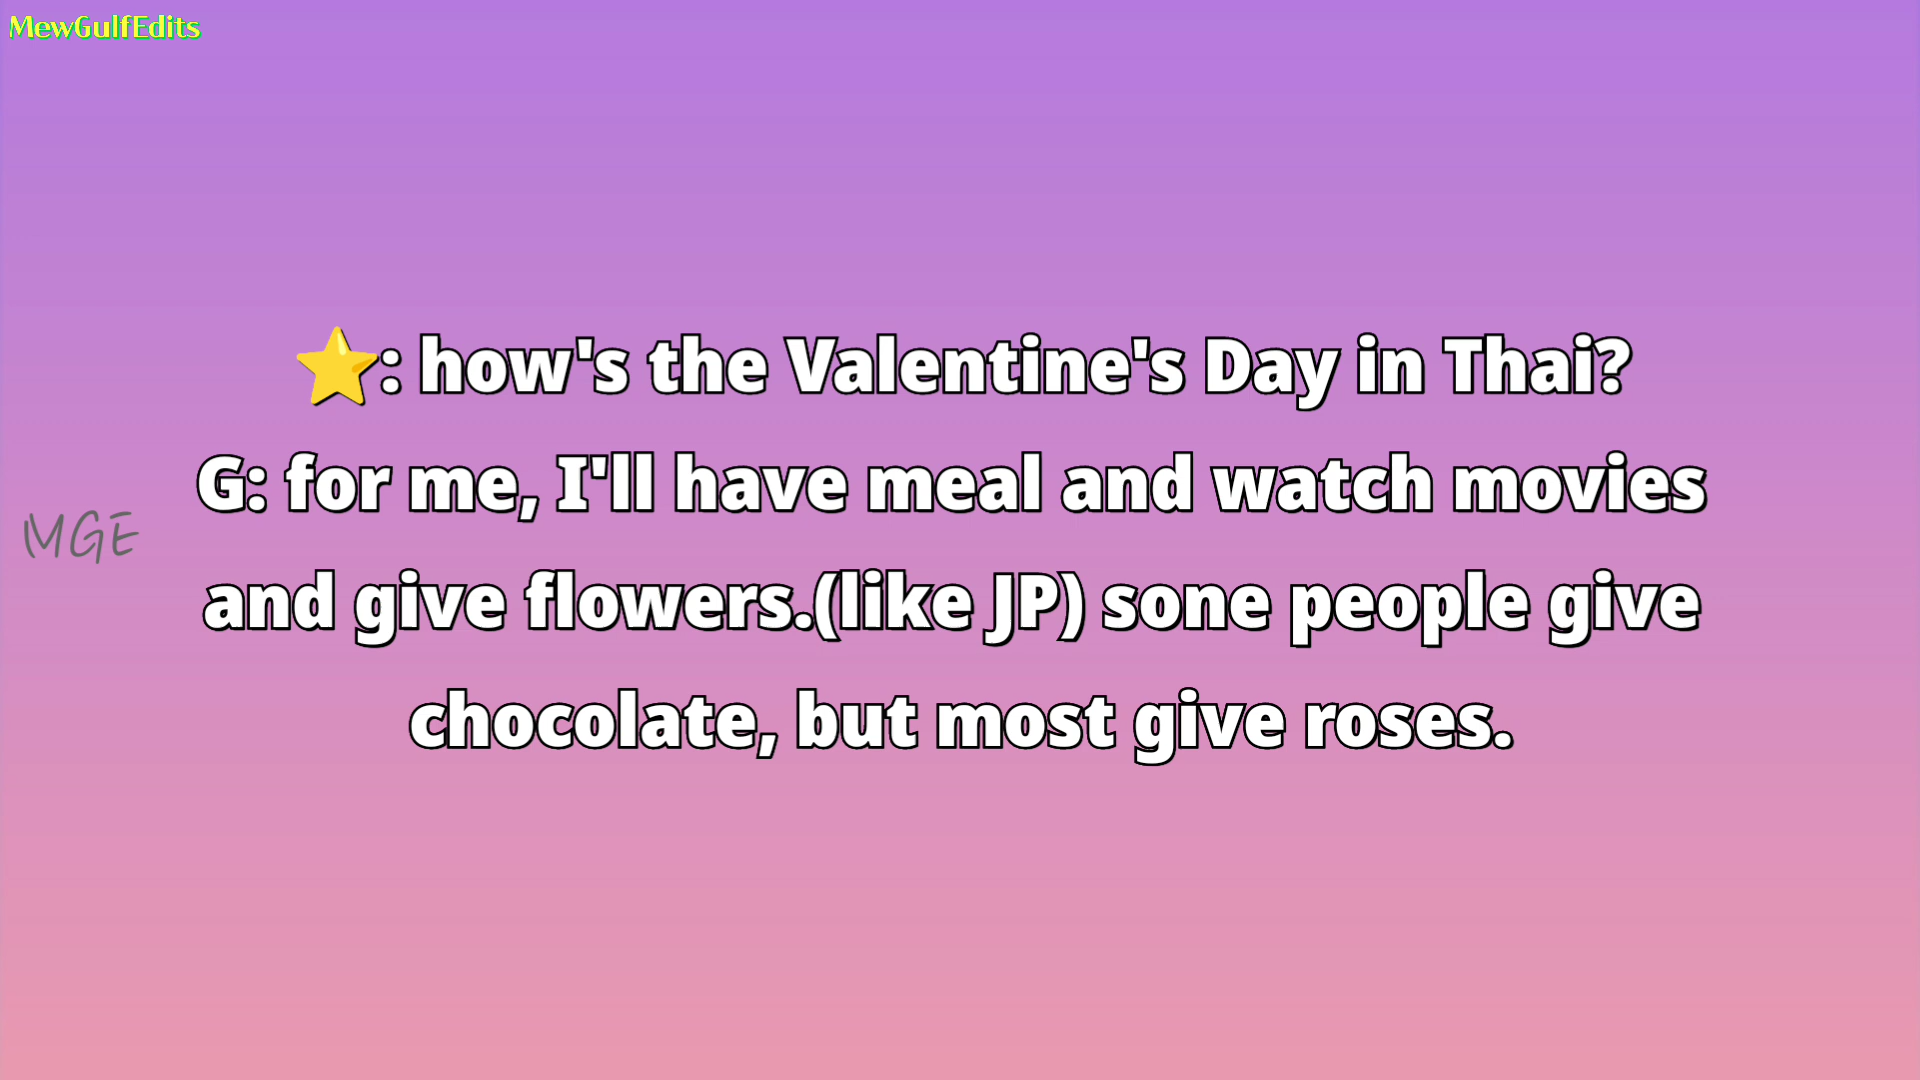 MewGulfEdits
⭐: how's the Valentine's Day in Thai?
G: for me, I'll have meal and watch movies
and give flowers.(like JP) sone people give
chocolate, but most give roses.
MGE